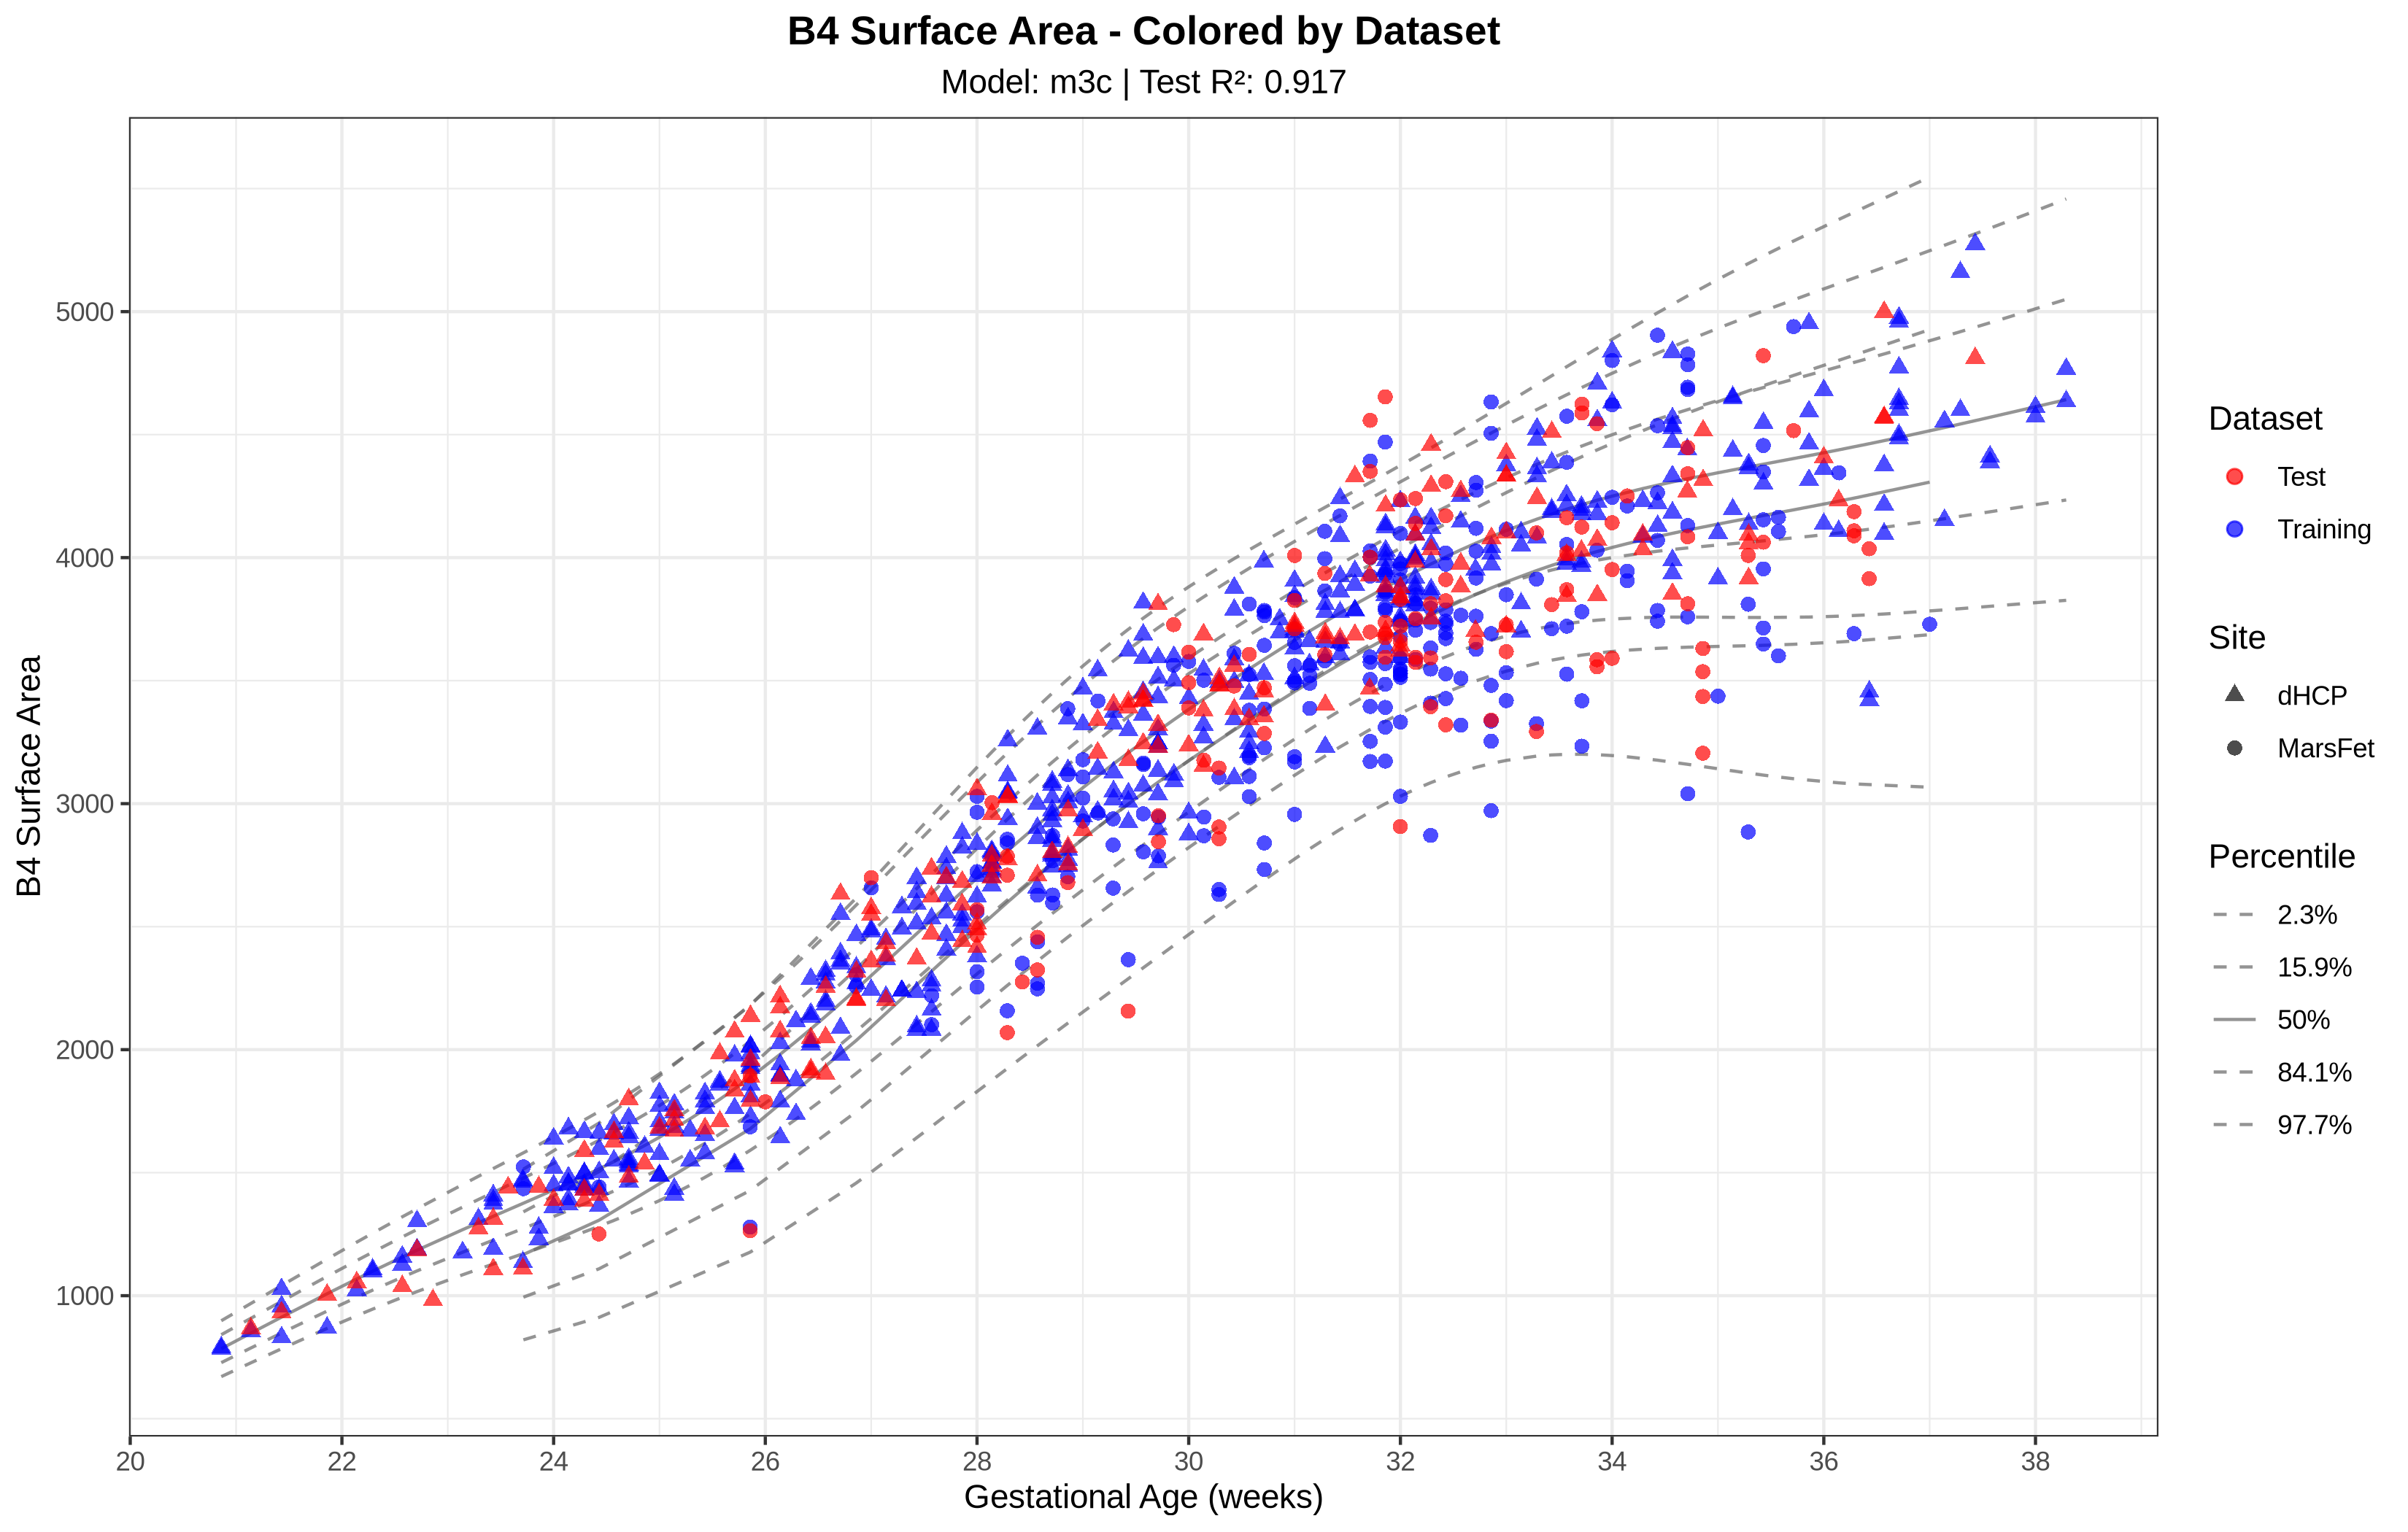 B4 Surface Area - Colored by Dataset
Model: m3c | Test R²: 0.917
B4 Surface Area
5000
4000
3000
2000
1000
20 22 24 26 28 30 32 34 36 38
Gestational Age (weeks)
Dataset
Test
Training
Site
dHCP
MarsFet
Percentile
2.3%
15.9%
50%
84.1%
97.7%